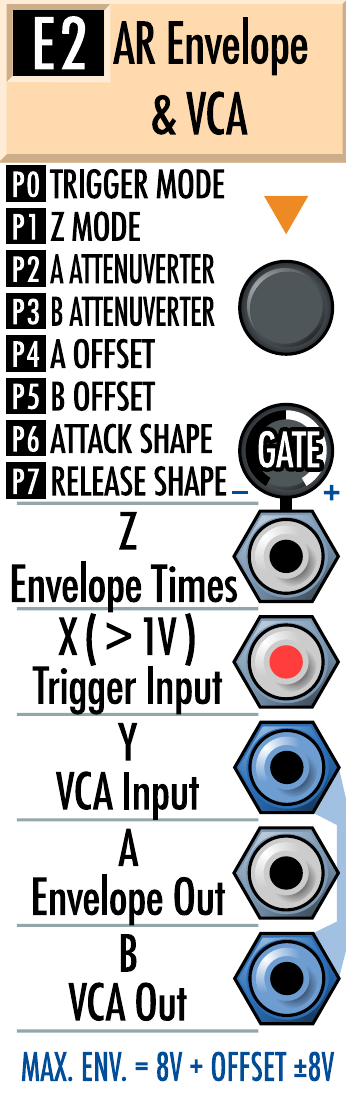 E2 AR Envelope
& VCA
P0 TRIGGER MODE
P1 Z MODE
P2 A ATTENUVERTER
P3 B ATTENUVERTER
P4 A OFFSET
P5 B OFFSET
P6 ATTACK SHAPE
P7 RELEASE SHAPE
GATE
– +
Z
Envelope Times
X ( > 1V )
Trigger Input
Y
VCA Input
A
Envelope Out
B
VCA Out
MAX. ENV. = 8V + OFFSET ±8V